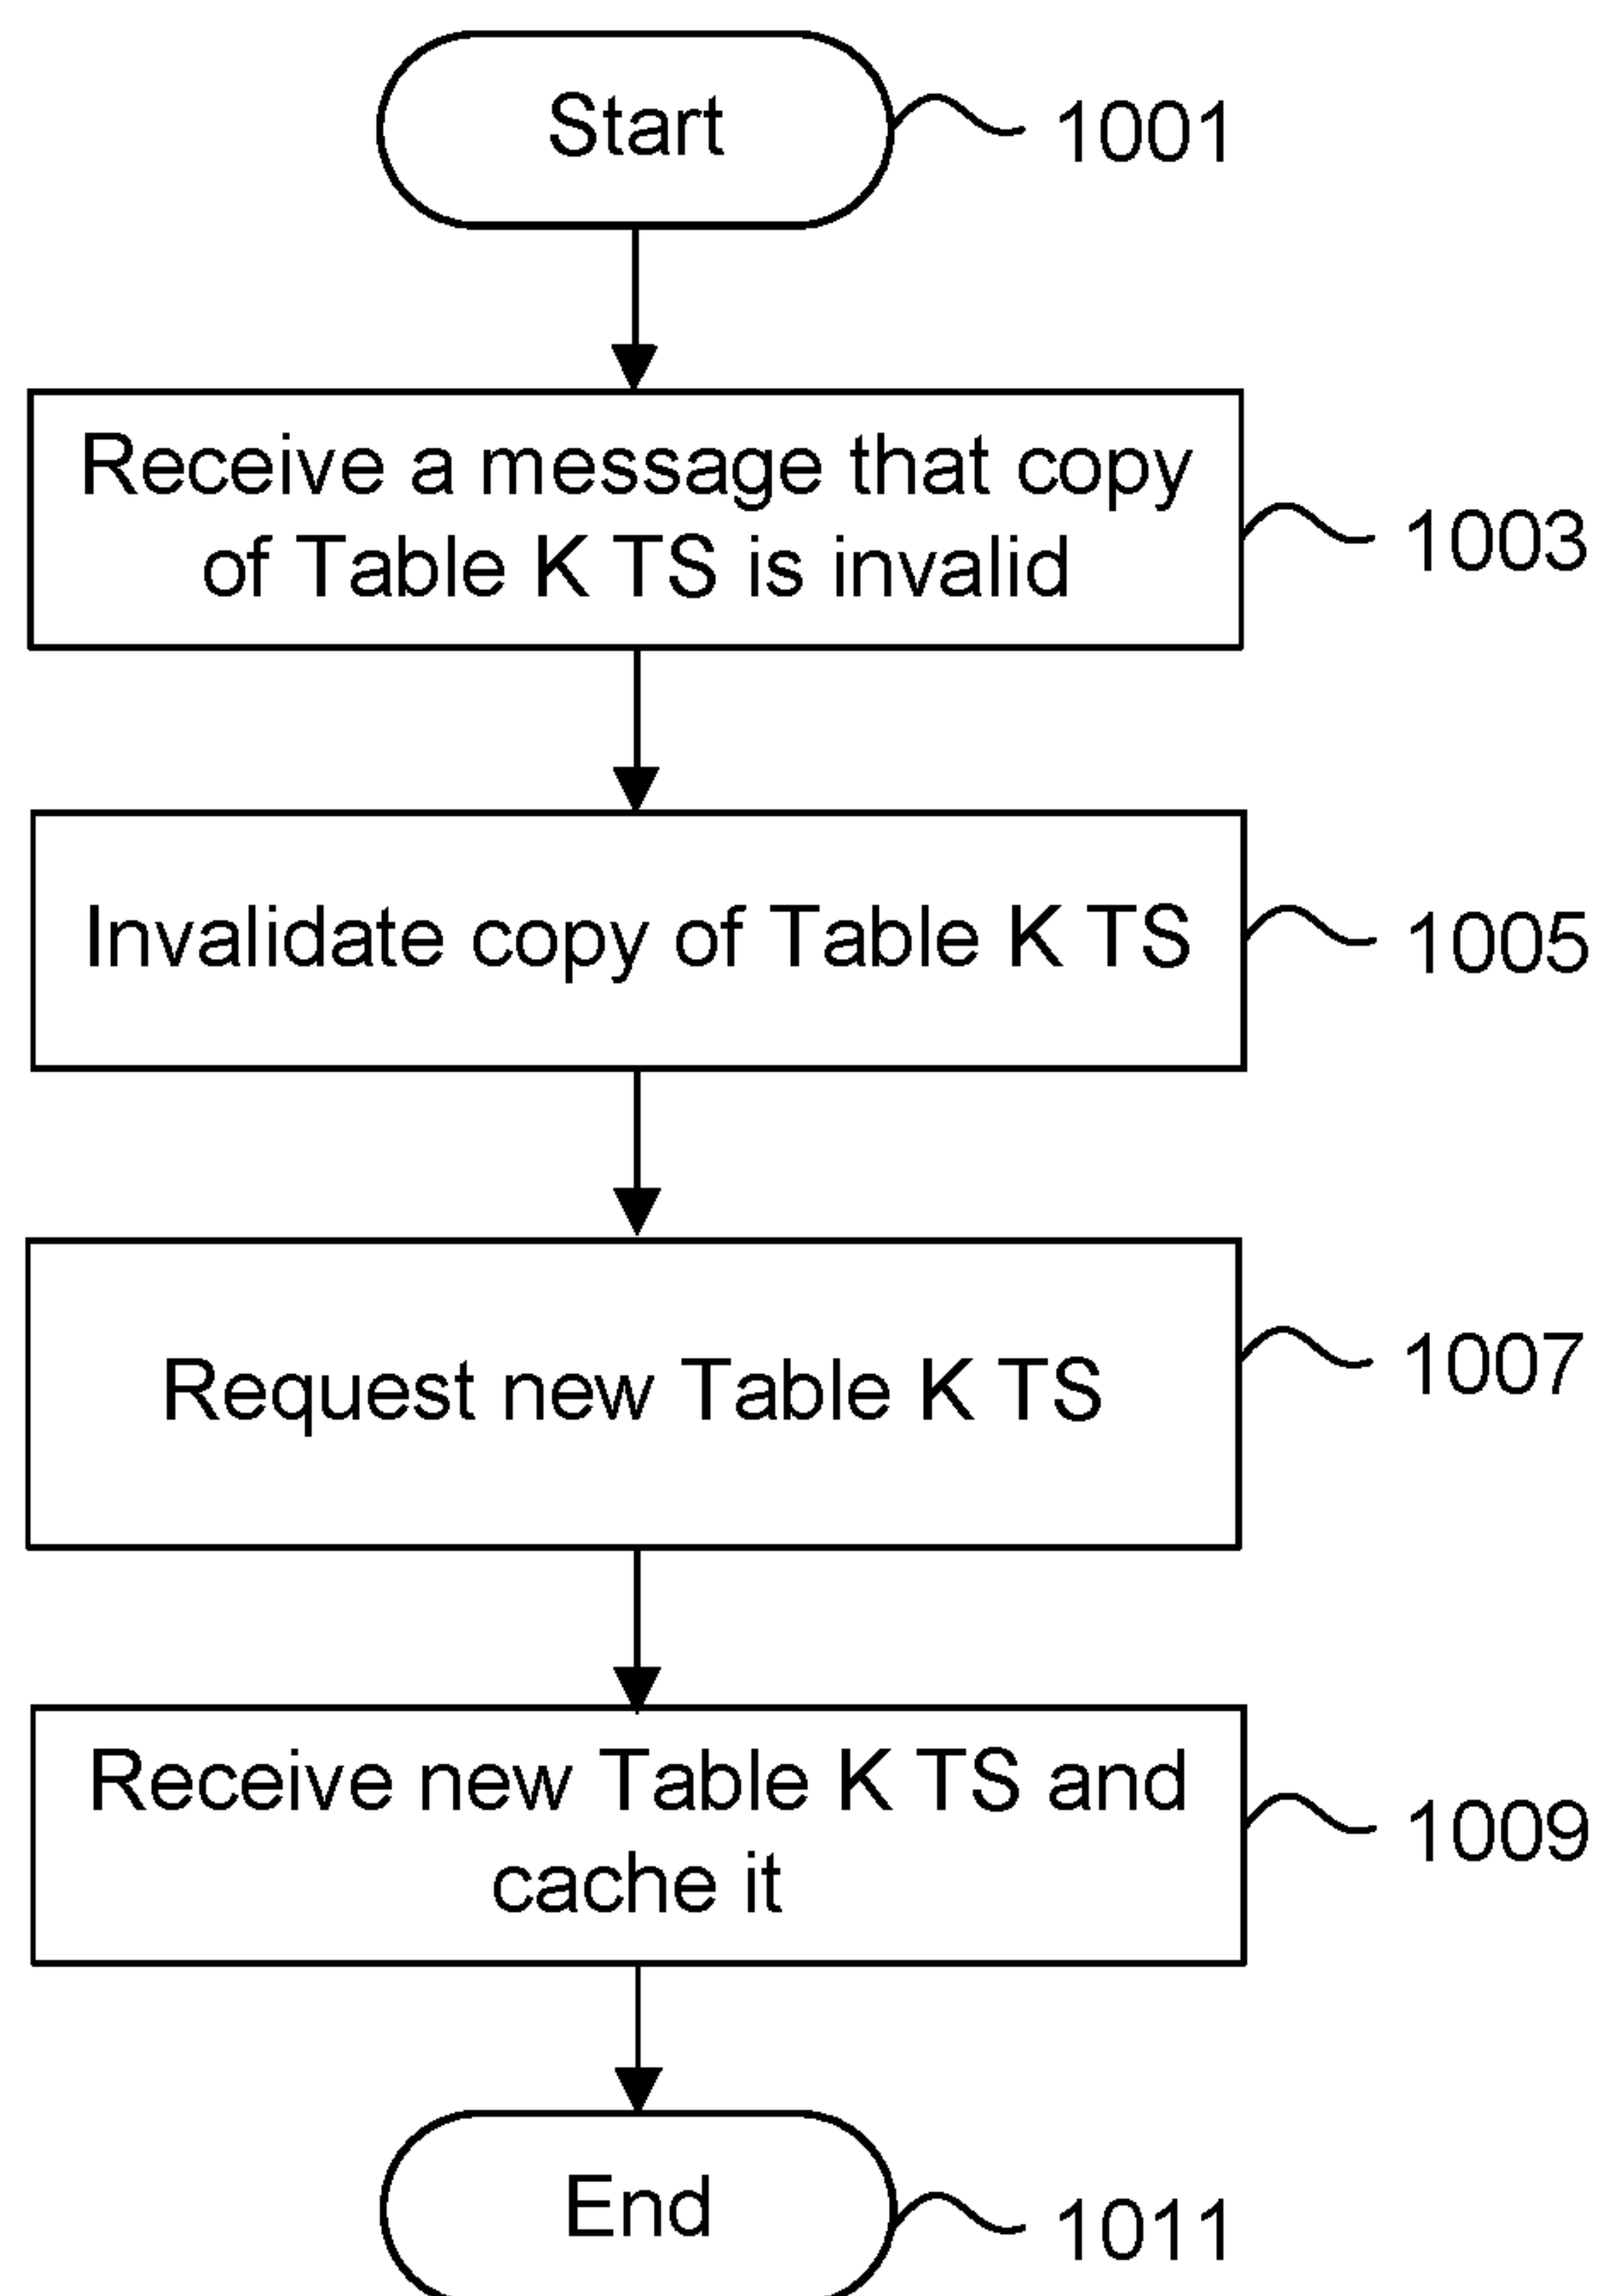 Start
1001
Receive a message that copy
of Table K TS is invalid
1003
Invalidate copy of Table K TS
1005
Request new Table K TS
1007
Receive new Table K TS and
cache it
1009
End
1011